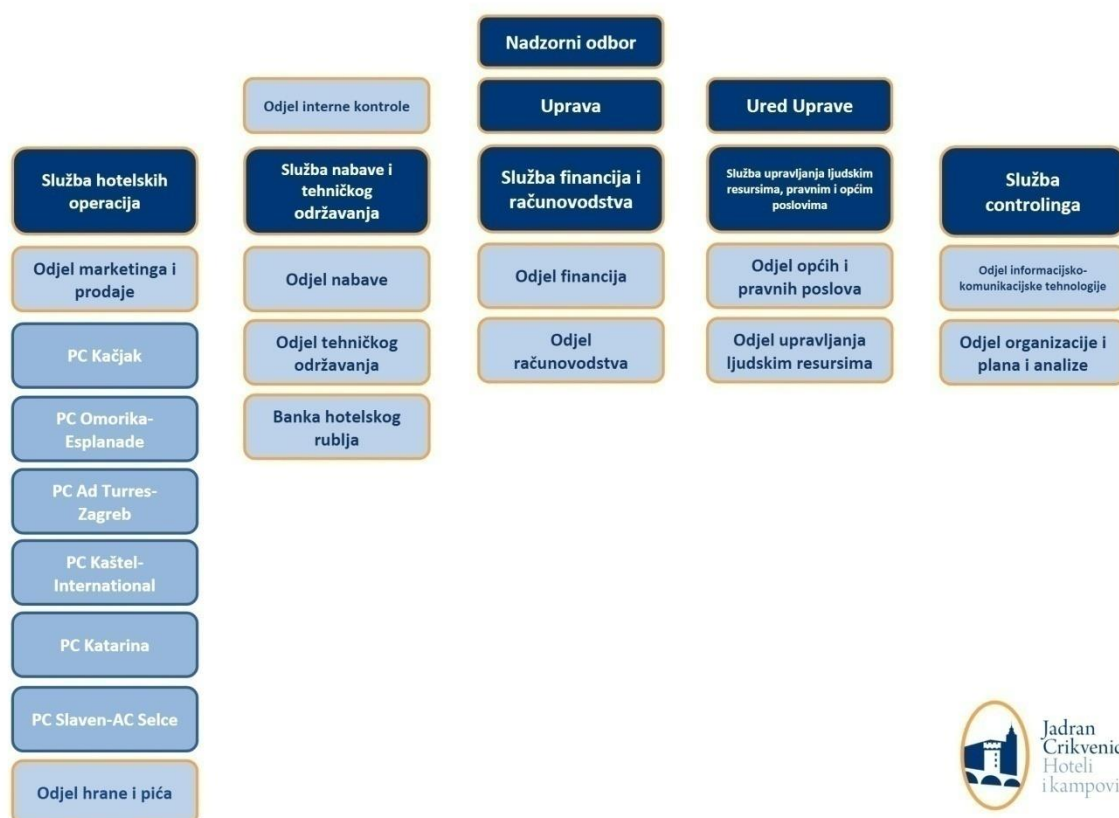 Nadzorni odbor
Odjel interne kontrole
Uprava
Ured Uprave
Služba hotelskih
operacija
Služba nabave i
tehničkog
održavanja
Služba financija i
računovodstva
Služba upravljanja ljudskim
resursima, pravnim i općim
poslovima
Služba
controlinga
Odjel marketinga i
prodaje
Odjel nabave
Odjel financija
Odjel općih i
pravnih poslova
Odjel informacijsko-
komunikacijske tehnologije
PC Kačjak
Odjel tehničkog
održavanja
Odjel
računovodstva
Odjel upravljanja
ljudskim resursima
Odjel organizacije i
plana i analize
PC Omorika-
Esplanade
Banka hotelskog
rublja
PC Ad Turres-
Zagreb
PC Kaštel-
International
PC Katarina
PC Slaven-AC Selce
Odjel hrane i pića
Jadran
Crikvenic
Hoteli
i kampovi